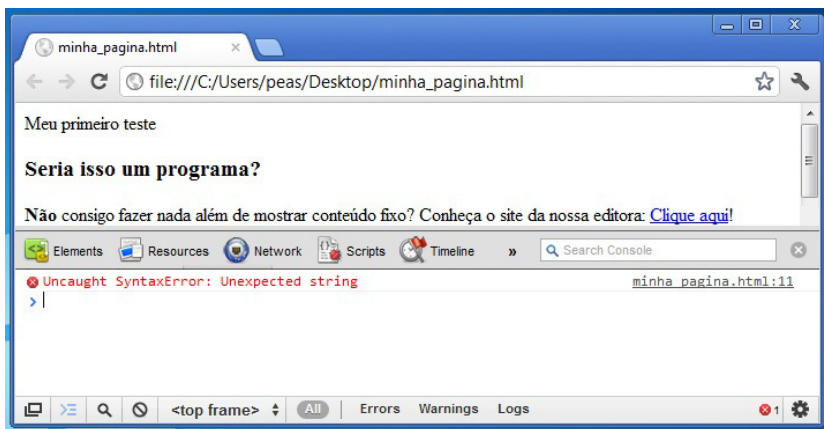 minha_pagina.html
file:///C:/Users/peas/Desktop/minha_pagina.html
Meu primeiro teste
Seria isso um programa?
Não consigo fazer nada além de mostrar conteúdo fixo? Conheça o site da nossa editora: Clique aqui!
Elements Resources Network Scripts Timeline » Search Console
Uncaught SyntaxError: Unexpected string minha_pagina.html:11
>
<top frame> All Errors Warnings Logs 1